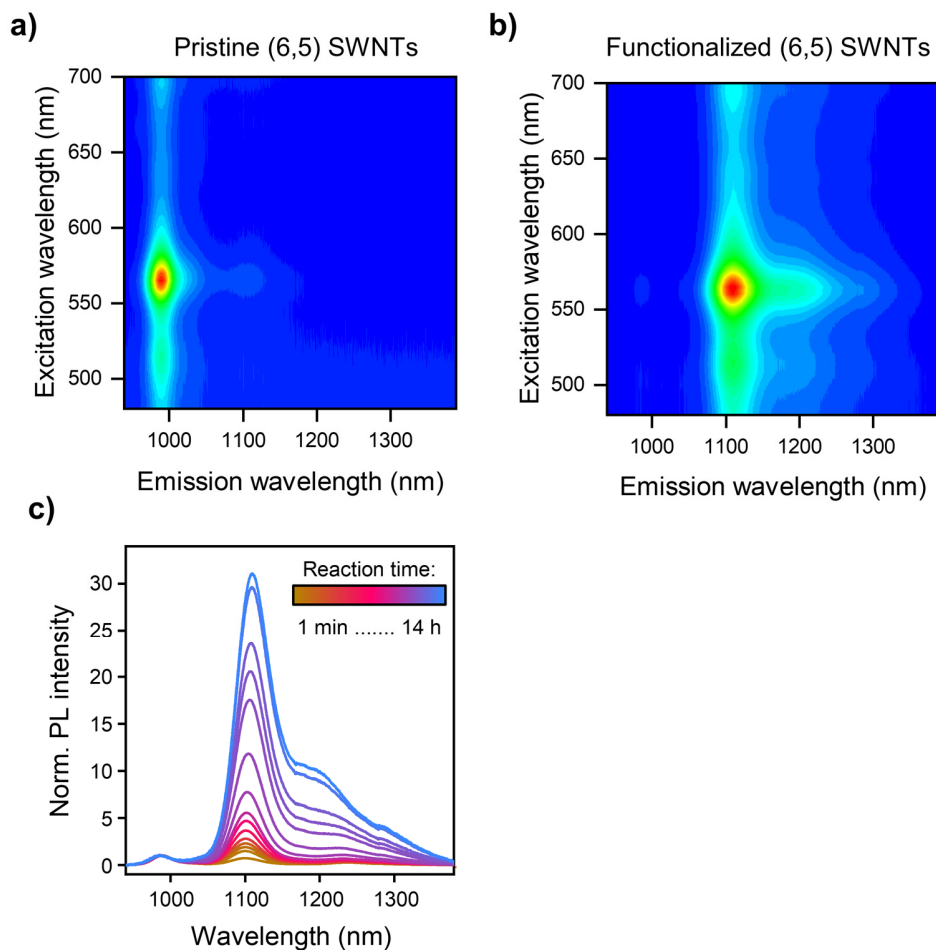 a)
Pristine (6,5) SWNTs
700
650
600
550
500
Excitation wavelength (nm)
1000 1100 1200 1300
Emission wavelength (nm)
b)
Functionalized (6,5) SWNTs
700
650
600
550
500
Excitation wavelength (nm)
1000 1100 1200 1300
Emission wavelength (nm)
c)
Reaction time:
1 min ....... 14 h
30
25
20
15
10
5
0
Norm. PL intensity
1000 1100 1200 1300
Wavelength (nm)